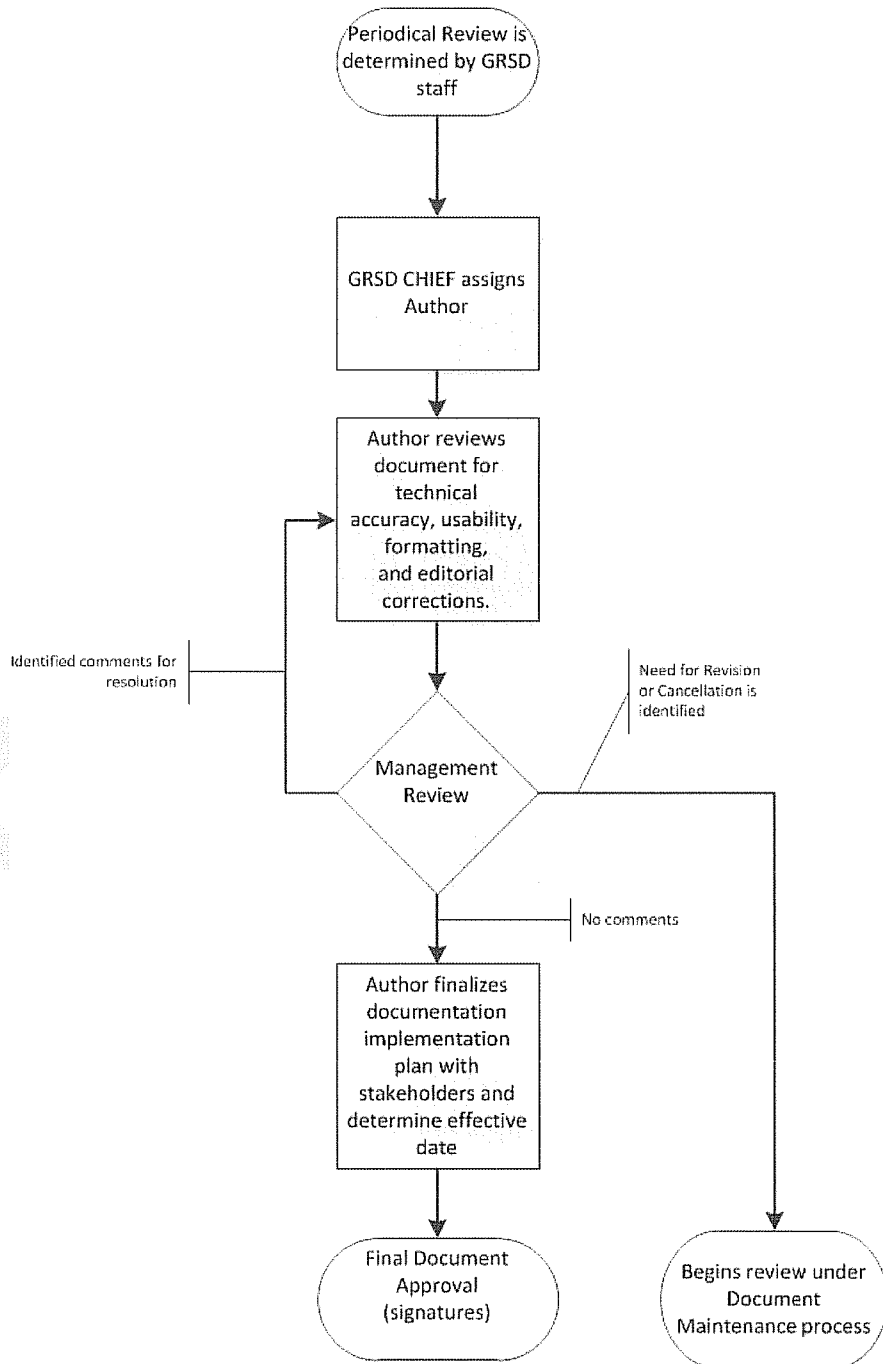 Periodical Review is
determined by GRSD
staff
GRSD CHIEF assigns
Author
Author reviews
document for
technical
accuracy, usability,
formatting,
and editorial
corrections.
Identified comments for
resolution
Need for Revision
or Cancellation is
identified
Management
Review
No comments
Author finalizes
documentation
implementation
plan with
stakeholders and
determine effective
date
Final Document
Approval
(signatures)
Begins review under
Document
Maintenance process